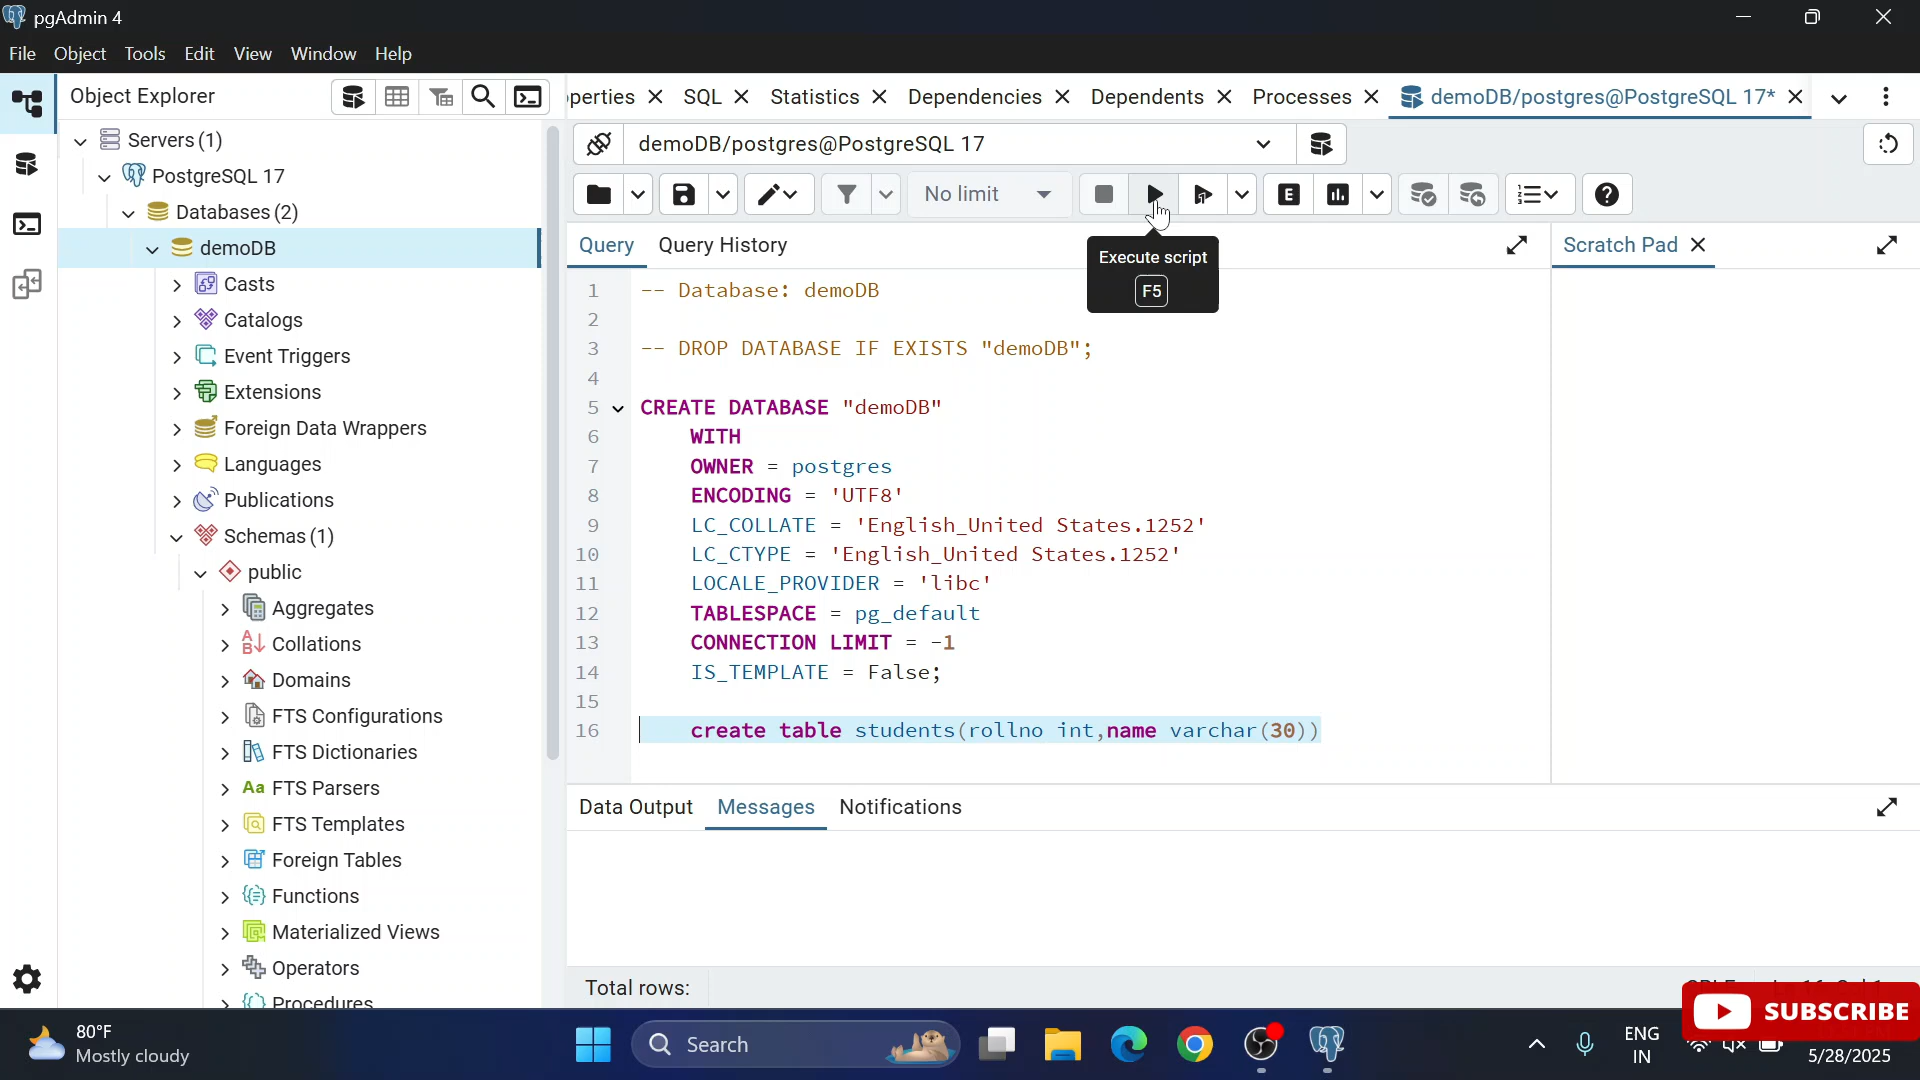 pgAdmin 4
File Object Tools Edit View Window Help
Object Explorer
perties SQL Statistics Dependencies Dependents Processes demoDB/postgres@PostgreSQL 17*
Servers (1)
PostgreSQL 17
Databases (2)
demoDB
Casts
Catalogs
Event Triggers
Extensions
Foreign Data Wrappers
Languages
Publications
Schemas (1)
public
Aggregates
Collations
Domains
FTS Configurations
FTS Dictionaries
Aa FTS Parsers
FTS Templates
Foreign Tables
Functions
Materialized Views
Operators
Procedures
demoDB/postgres@PostgreSQL 17
No limit
E
Query Query History
Execute script
F5
Scratch Pad
1 -- Database: demoDB
2
3 -- DROP DATABASE IF EXISTS "demoDB";
4
5 CREATE DATABASE "demoDB"
6 WITH
7 OWNER = postgres
8 ENCODING = 'UTF8'
9 LC_COLLATE = 'English_United States.1252'
10 LC_CTYPE = 'English_United States.1252'
11 LOCALE_PROVIDER = 'libc'
12 TABLESPACE = pg_default
13 CONNECTION LIMIT = -1
14 IS_TEMPLATE = False;
15
16 create table students(rollno int,name varchar(30))
Data Output Messages Notifications
Total rows:
SUBSCRIBE
80°F
Mostly cloudy
Search
ENG
IN
5/28/2025